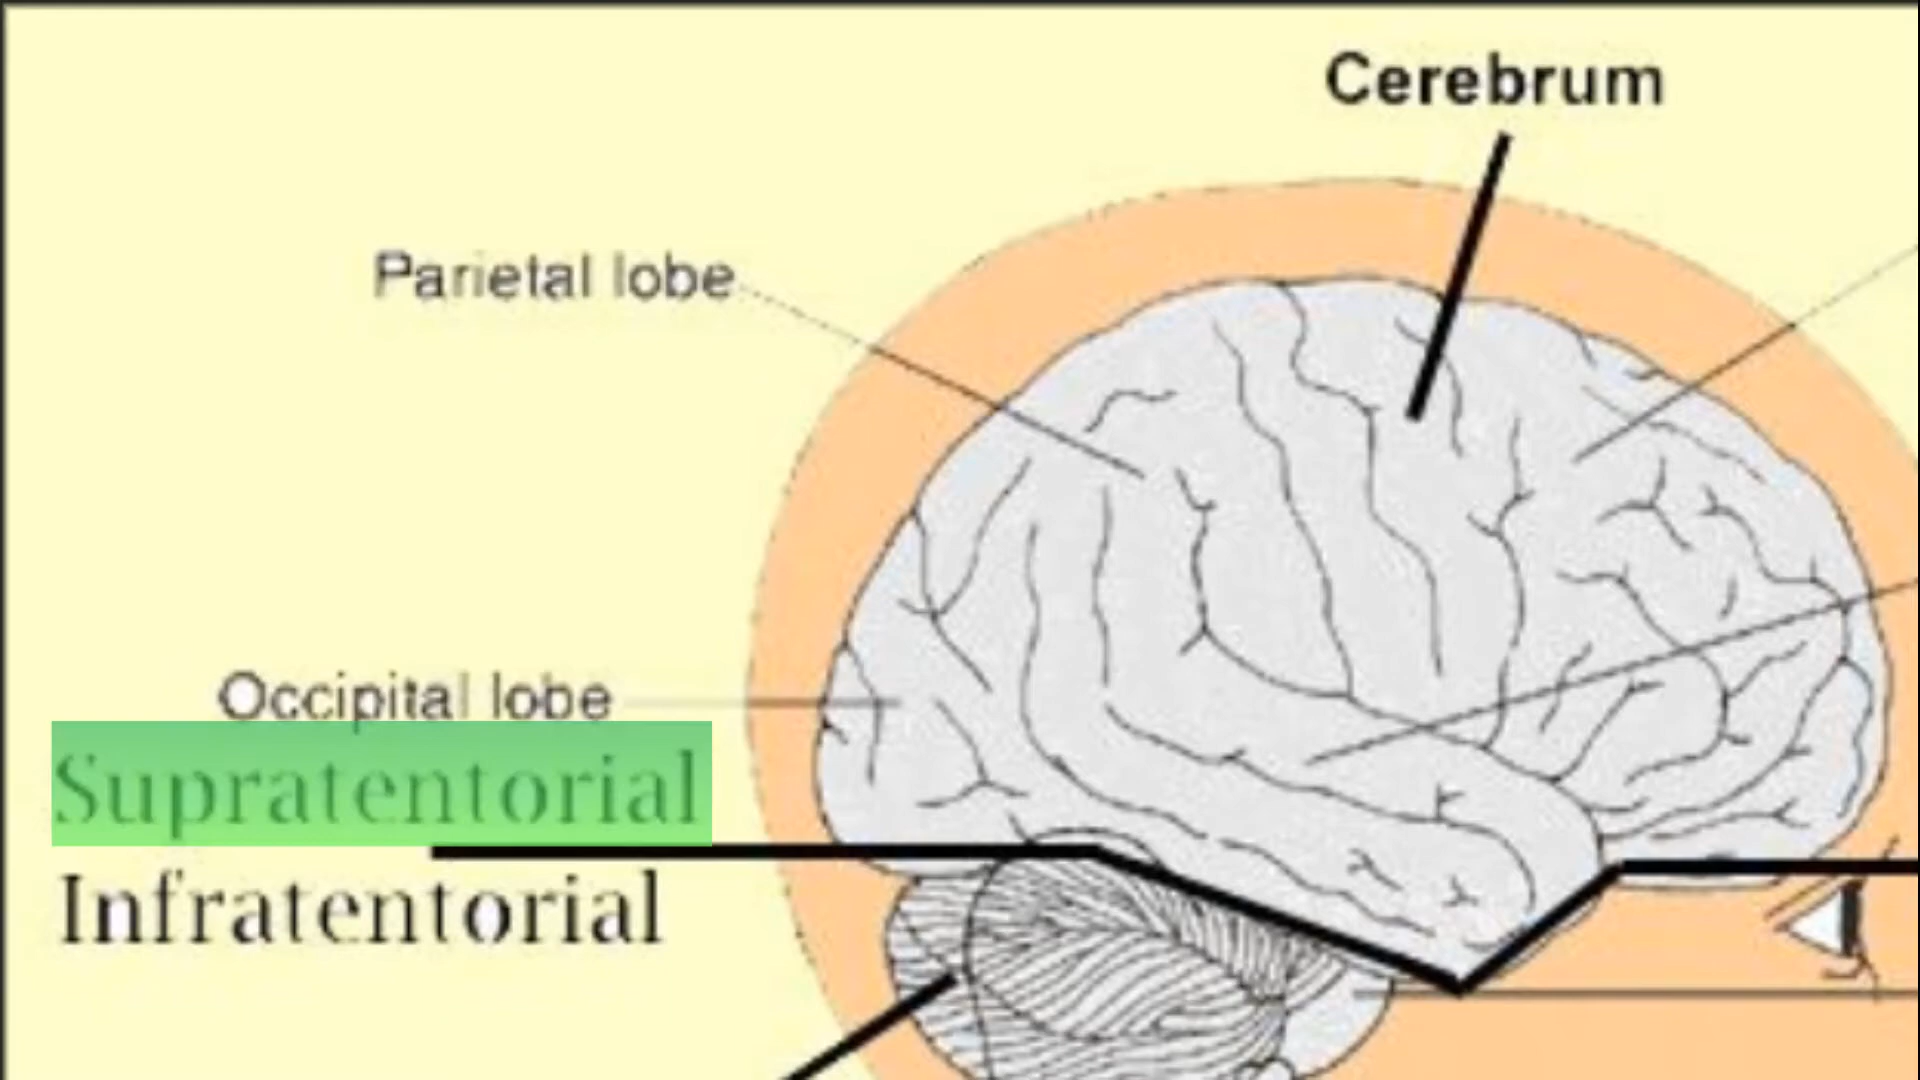 Cerebrum
Parietal lobe
Occipital lobe
Supratentorial
Infratentorial